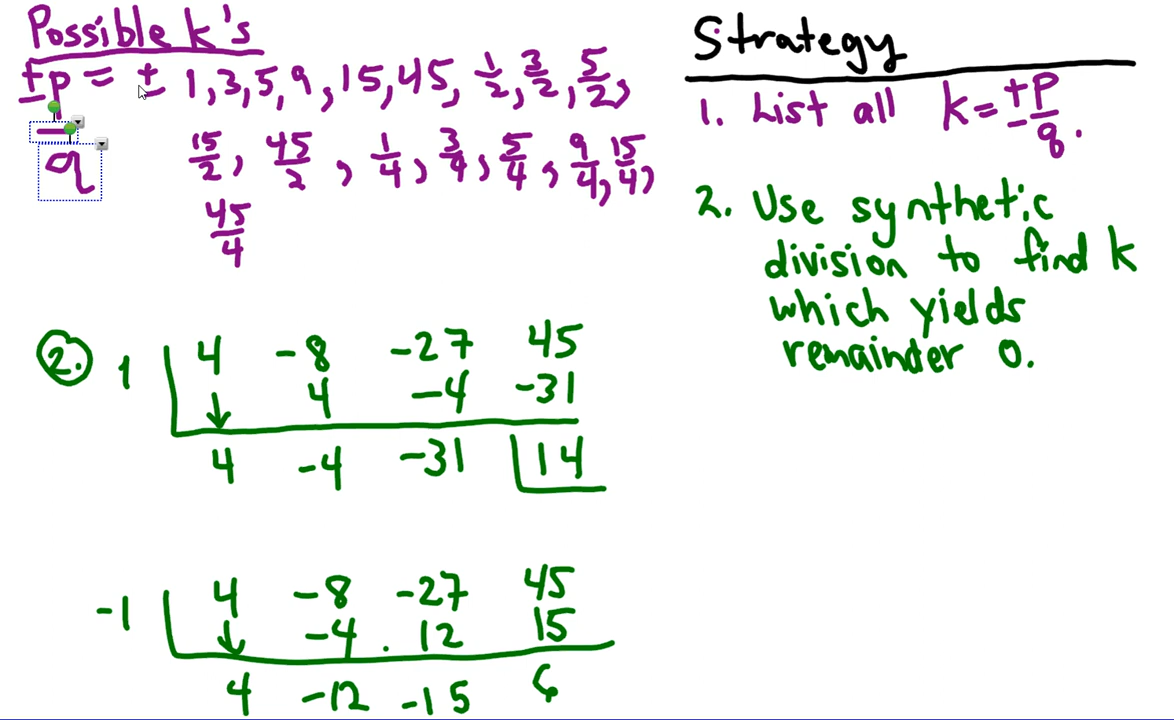 Possible k's
±p/q = ± 1, 3, 5, 9, 15, 45, 1/2, 3/2, 5/2,
15/2, 45/2, 1/4, 3/4, 5/4, 9/4, 15/4,
45/4
Strategy
1. List all k = ±p/q.
2. Use synthetic
division to find k
which yields
remainder 0.
2. 1 4 -8 -27 45
↓ 4 -4 -31
4 -4 -31 14
-1 4 -8 -27 45
↓ -4 . 12 15
4 -12 -15